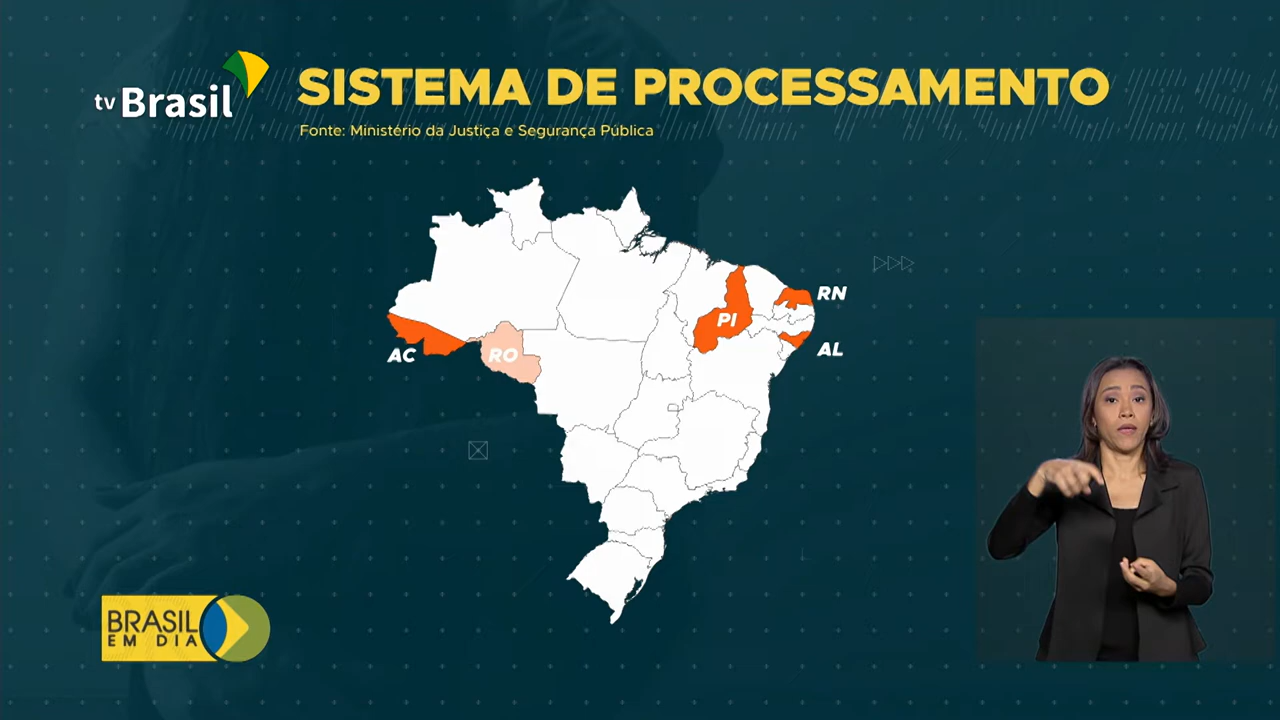 tv Brasil
SISTEMA DE PROCESSAMENTO
Fonte: Ministério da Justiça e Segurança Pública
RN
PI
AL
AC
RO
BRASIL
EM DIA